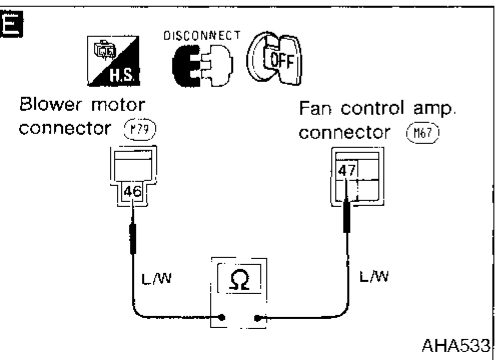 E
DISCONNECT
H.S.
OFF
Blower motor
connector M79
Fan control amp.
connector M67
46
47
L/W
L/W
Ω
AHA533